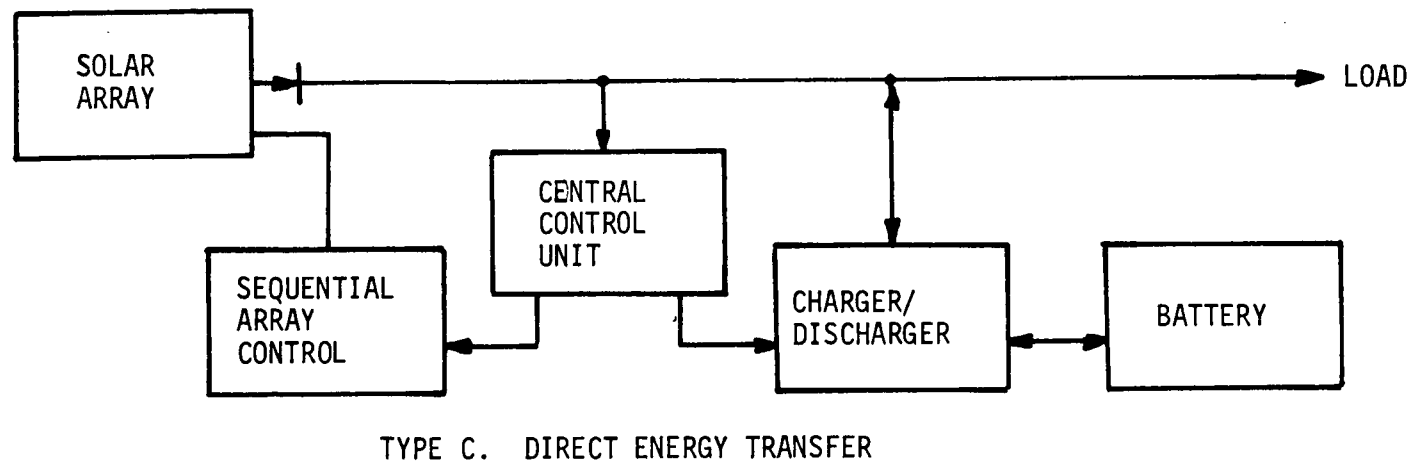 SOLAR
ARRAY
LOAD
CENTRAL
CONTROL
UNIT
SEQUENTIAL
ARRAY
CONTROL
CHARGER/
DISCHARGER
BATTERY
TYPE C. DIRECT ENERGY TRANSFER